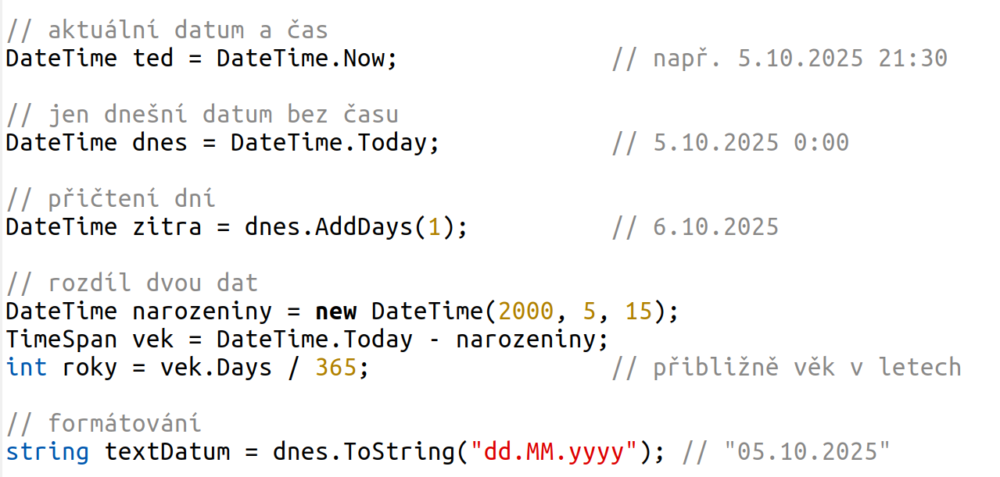 // aktuální datum a čas
DateTime ted = DateTime.Now;               // např. 5.10.2025 21:30

// jen dnešní datum bez času
DateTime dnes = DateTime.Today;            // 5.10.2025 0:00

// přičtení dní
DateTime zitra = dnes.AddDays(1);          // 6.10.2025

// rozdíl dvou dat
DateTime narozeniny = new DateTime(2000, 5, 15);
TimeSpan vek = DateTime.Today - narozeniny;
int roky = vek.Days / 365;                 // přibližně věk v letech

// formátování
string textDatum = dnes.ToString("dd.MM.yyyy"); // "05.10.2025"